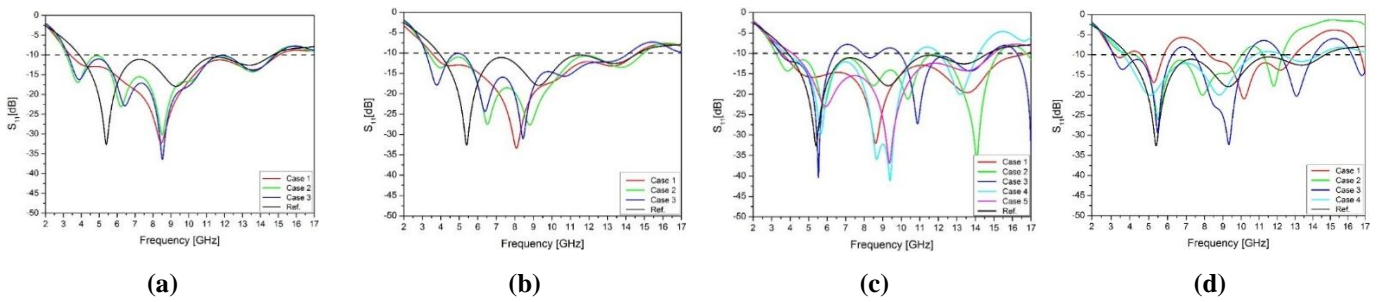 0
-5
-10
-15
-20
-25
-30
-35
-40
-45
-50
S11[dB]
2 3 4 5 6 7 8 9 10 11 12 13 14 15 16 17
Frequency [GHz]
Case 1
Case 2
Case 3
Ref.
(a)
0
-5
-10
-15
-20
-25
-30
-35
-40
-45
-50
S11[dB]
2 3 4 5 6 7 8 9 10 11 12 13 14 15 16 17
Frequency [GHz]
Case 1
Case 2
Case 3
Ref.
(b)
0
-5
-10
-15
-20
-25
-30
-35
-40
-45
-50
S11[dB]
2 3 4 5 6 7 8 9 10 11 12 13 14 15 16 17
Frequency [GHz]
Case 1
Case 2
Case 3
Case 4
Case 5
Ref.
(c)
0
-5
-10
-15
-20
-25
-30
-35
-40
-45
-50
S11[dB]
2 3 4 5 6 7 8 9 10 11 12 13 14 15 16 17
Frequency [GHz]
Case 1
Case 2
Case 3
Case 4
Ref.
(d)